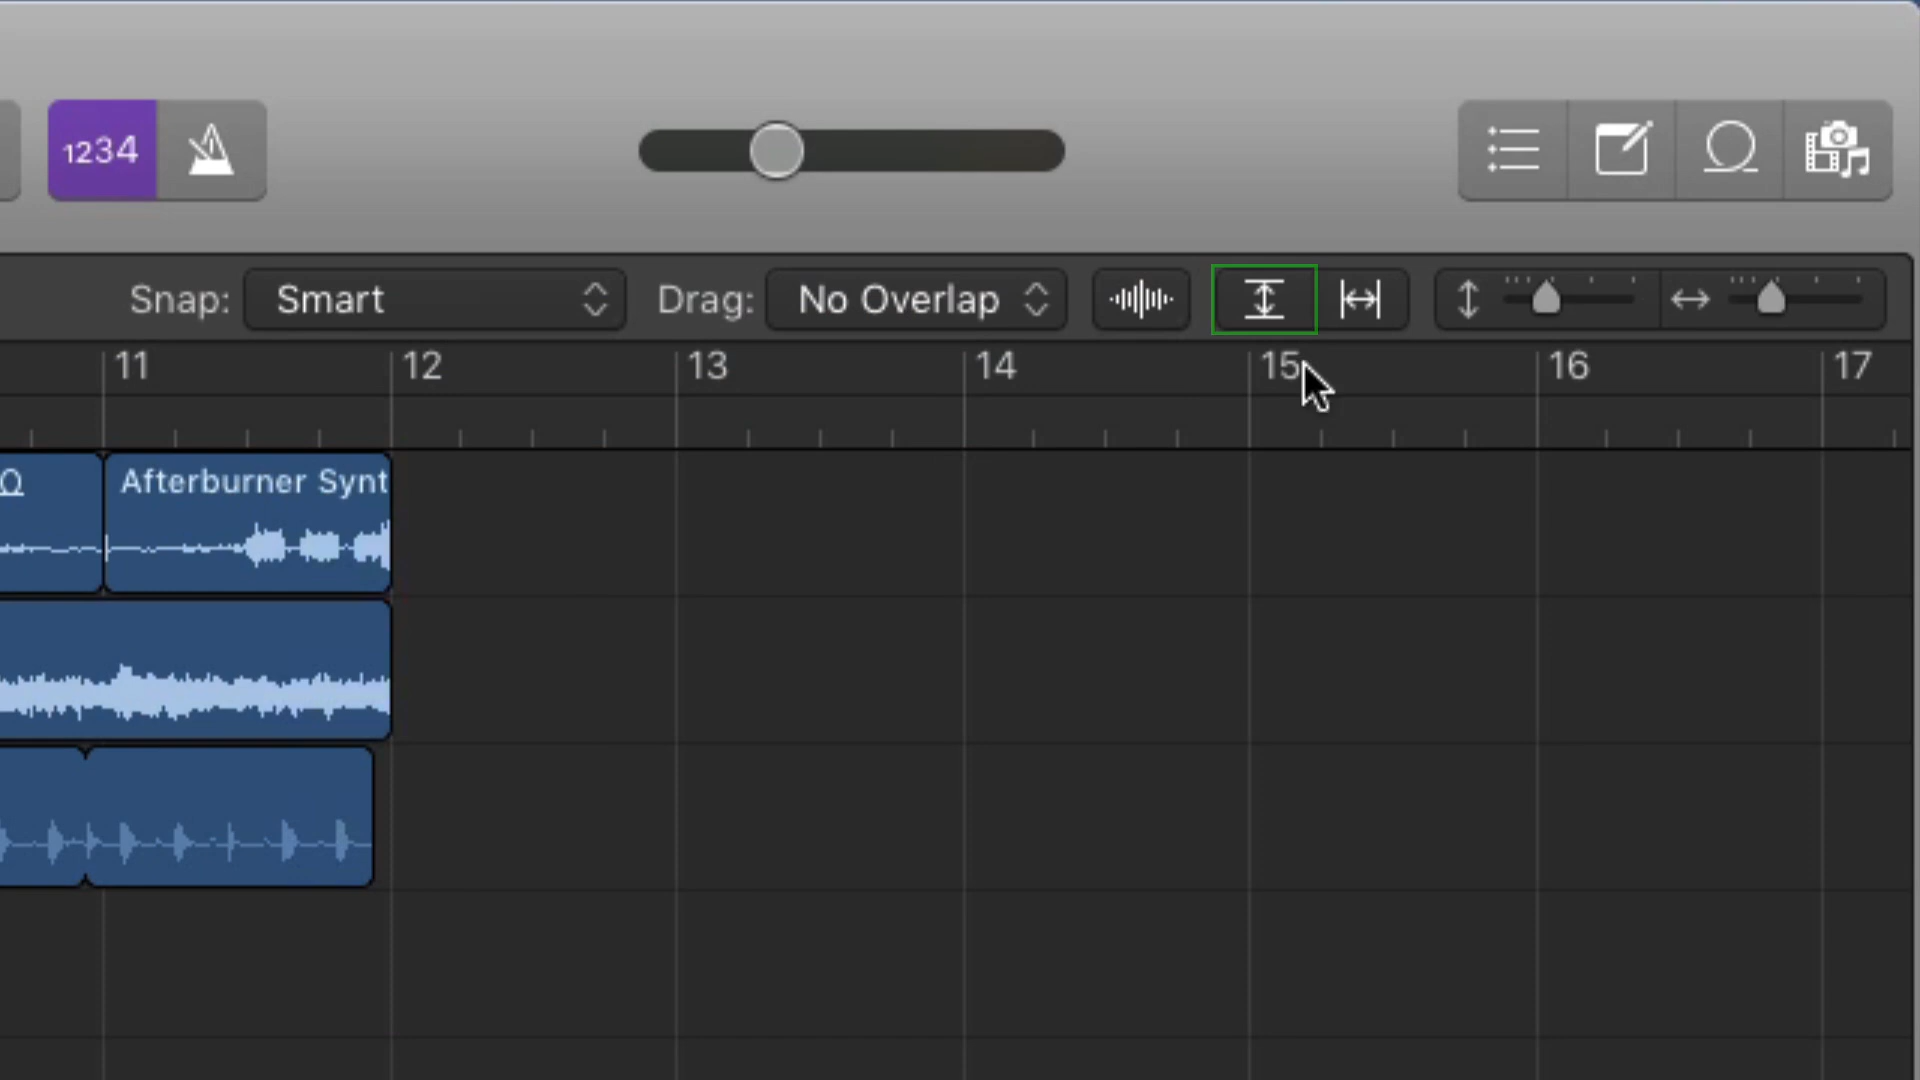 1234
Snap: Smart Drag: No Overlap
11 12 13 14 15 16 17
Afterburner Synt